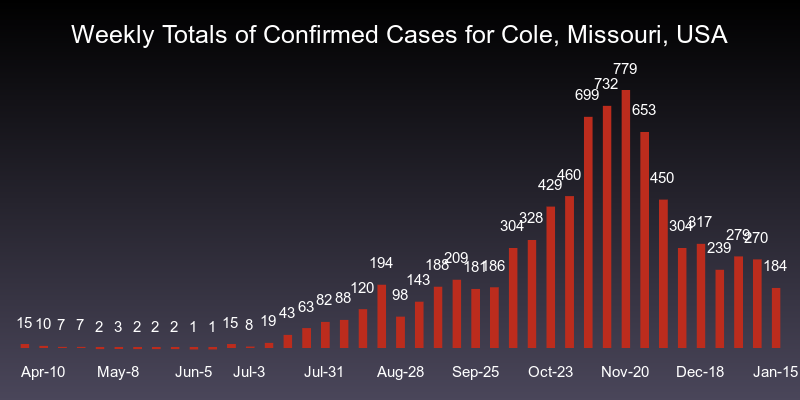 Weekly Totals of Confirmed Cases for Cole, Missouri, USA
15 10 7 7 2 3 2 2 2 1 1 15 8 19 43 63 82 88 120 194 98 143 188 209 181 186 304 328 429 460 699 732 779 653 450 304 317 239 279 270 184
Apr-10 May-8 Jun-5 Jul-3 Jul-31 Aug-28 Sep-25 Oct-23 Nov-20 Dec-18 Jan-15